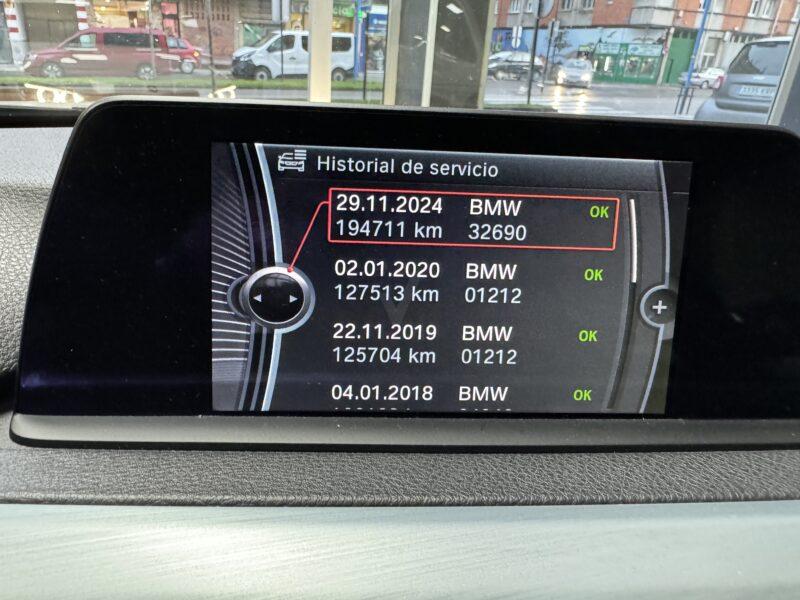 Historial de servicio
29.11.2024 BMW OK
194711 km 32690
02.01.2020 BMW OK
127513 km 01212
22.11.2019 BMW OK
125704 km 01212
04.01.2018 BMW OK